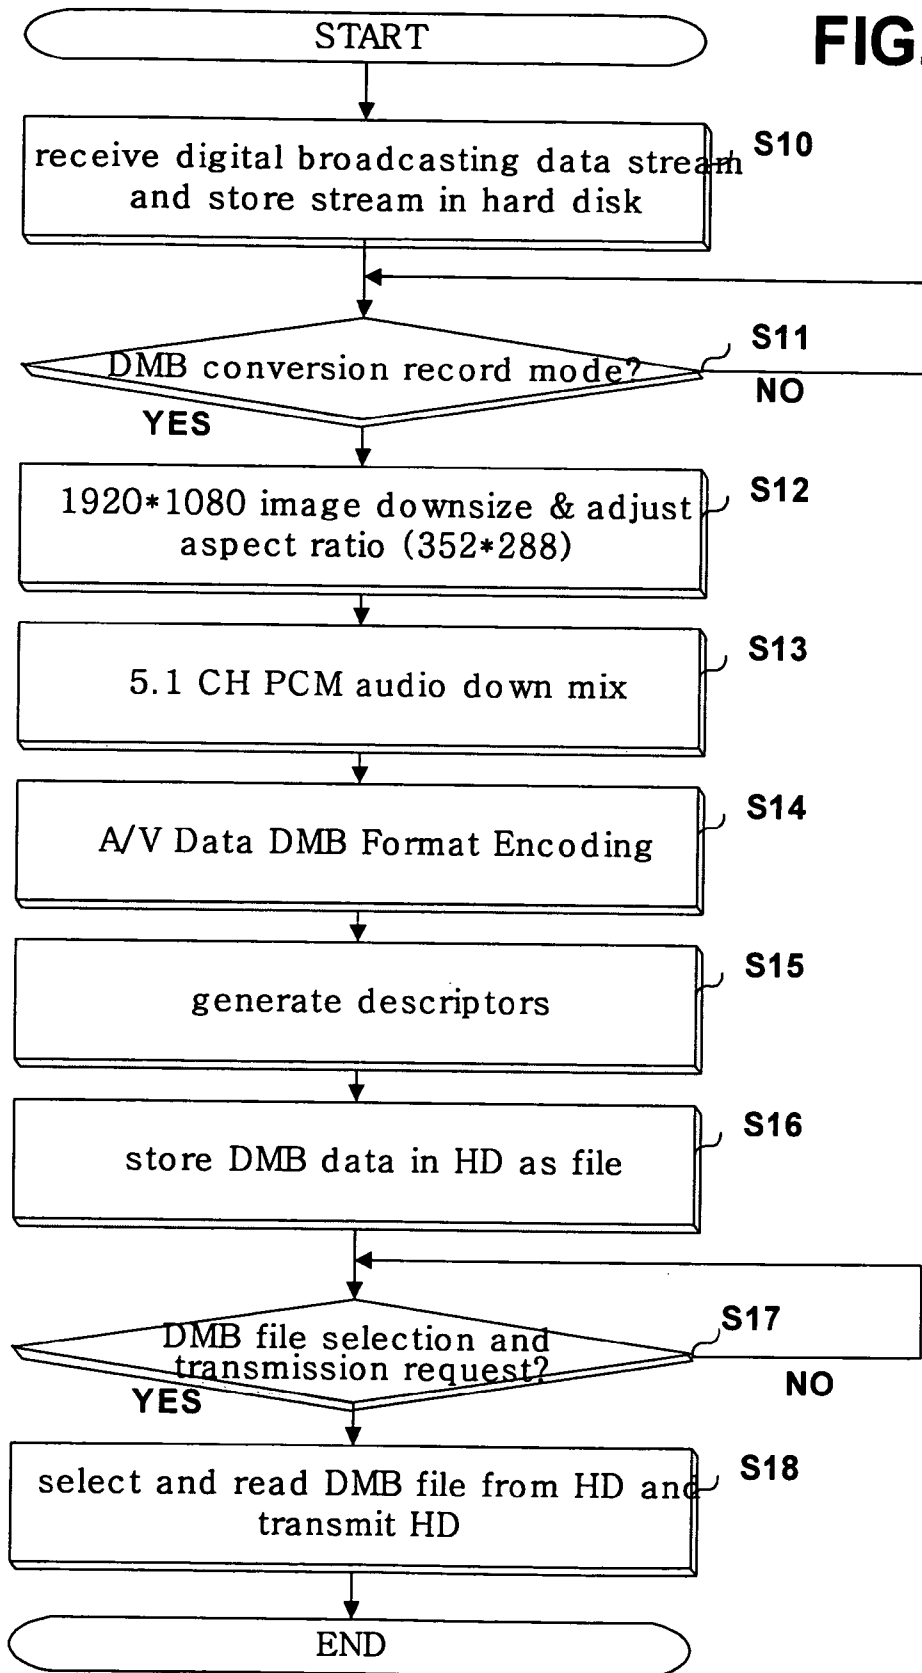 START
FIG.
receive digital broadcasting data stream
and store stream in hard disk
S10
DMB conversion record mode?
S11
NO
YES
1920*1080 image downsize & adjust
aspect ratio (352*288)
S12
5.1 CH PCM audio down mix
S13
A/V Data DMB Format Encoding
S14
generate descriptors
S15
store DMB data in HD as file
S16
DMB file selection and
transmission request?
S17
NO
YES
select and read DMB file from HD and
transmit HD
S18
END